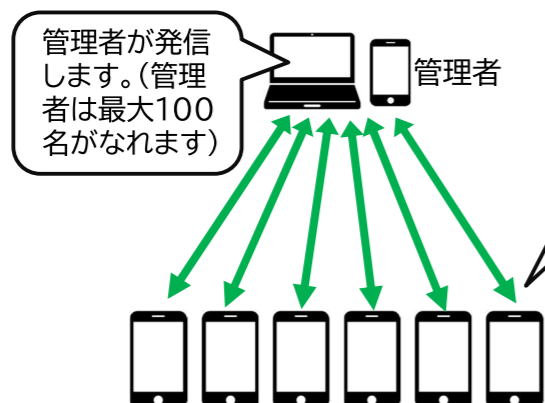 管理者が発信
します。(管理
者は最大100
名がなれます)
管理者